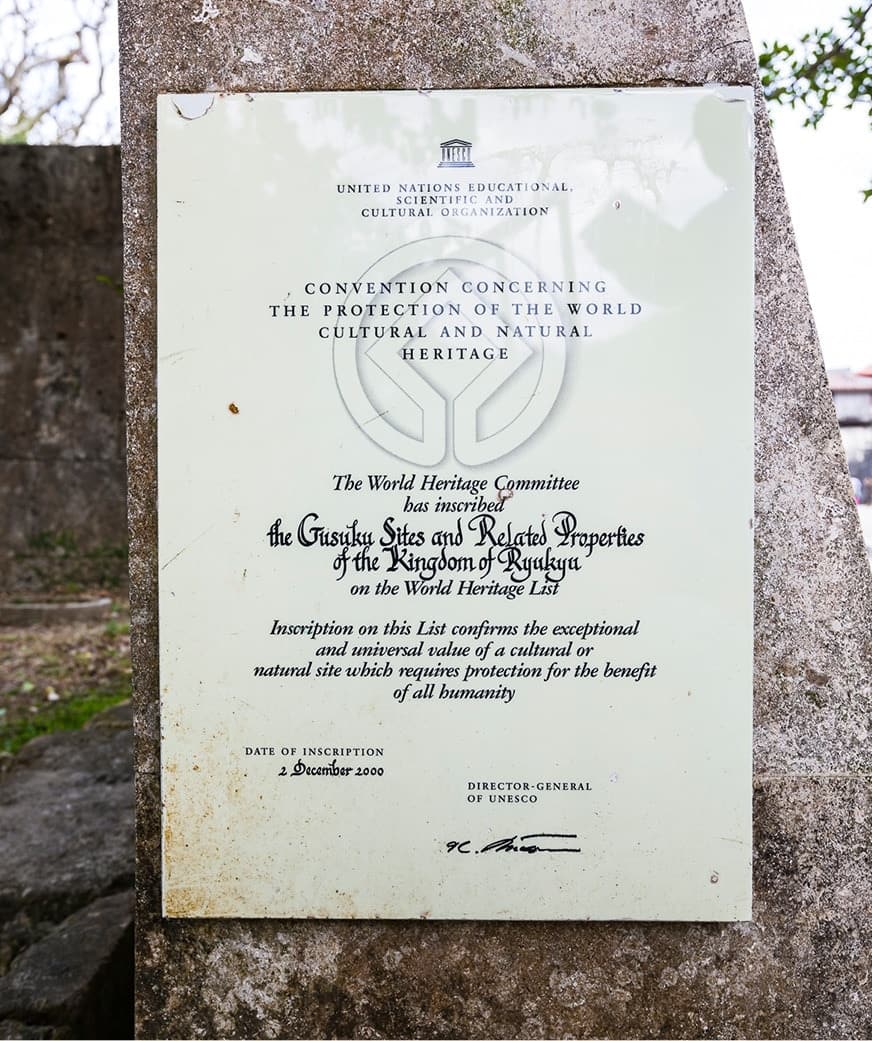 UNESCO
UNITED NATIONS EDUCATIONAL,
SCIENTIFIC AND
CULTURAL ORGANIZATION
CONVENTION CONCERNING
THE PROTECTION OF THE WORLD
CULTURAL AND NATURAL
HERITAGE
The World Heritage Committee
has inscribed
the Gusuku Sites and Related Properties
of the Kingdom of Ryukyu
on the World Heritage List
Inscription on this List confirms the exceptional
and universal value of a cultural or
natural site which requires protection for the benefit
of all humanity
DATE OF INSCRIPTION
2 December 2000
DIRECTOR-GENERAL
OF UNESCO